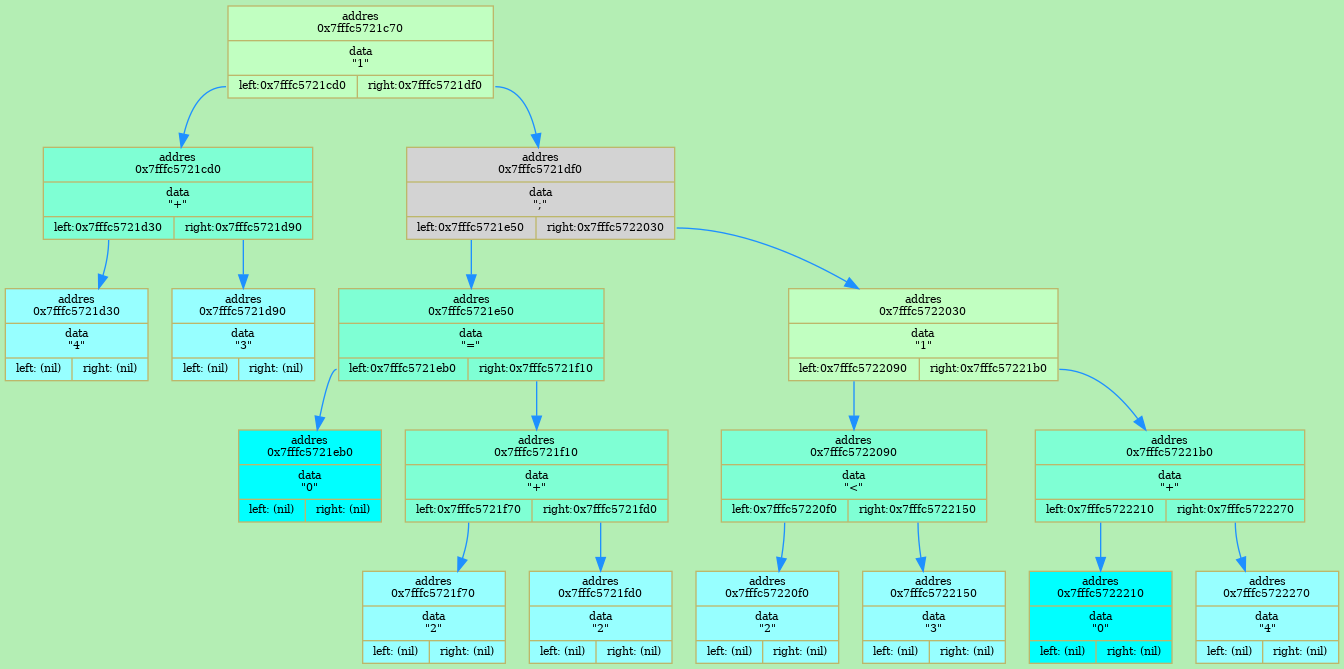 addres
0x7fffc5721c70
data
"1"
left:0x7fffc5721cd0 right:0x7fffc5721df0
addres
0x7fffc5721cd0
data
"+"
left:0x7fffc5721d30 right:0x7fffc5721d90
addres
0x7fffc5721df0
data
";"
left:0x7fffc5721e50 right:0x7fffc5722030
addres
0x7fffc5721d30
data
"4"
left: (nil) right: (nil)
addres
0x7fffc5721d90
data
"3"
left: (nil) right: (nil)
addres
0x7fffc5721e50
data
"="
left:0x7fffc5721eb0 right:0x7fffc5721f10
addres
0x7fffc5722030
data
"1"
left:0x7fffc5722090 right:0x7fffc57221b0
addres
0x7fffc5721eb0
data
"0"
left: (nil) right: (nil)
addres
0x7fffc5721f10
data
"+"
left:0x7fffc5721f70 right:0x7fffc5721fd0
addres
0x7fffc5722090
data
"<"
left:0x7fffc57220f0 right:0x7fffc5722150
addres
0x7fffc57221b0
data
"+"
left:0x7fffc5722210 right:0x7fffc5722270
addres
0x7fffc5721f70
data
"2"
left: (nil) right: (nil)
addres
0x7fffc5721fd0
data
"2"
left: (nil) right: (nil)
addres
0x7fffc57220f0
data
"2"
left: (nil) right: (nil)
addres
0x7fffc5722150
data
"3"
left: (nil) right: (nil)
addres
0x7fffc5722210
data
"0"
left: (nil) right: (nil)
addres
0x7fffc5722270
data
"4"
left: (nil) right: (nil)